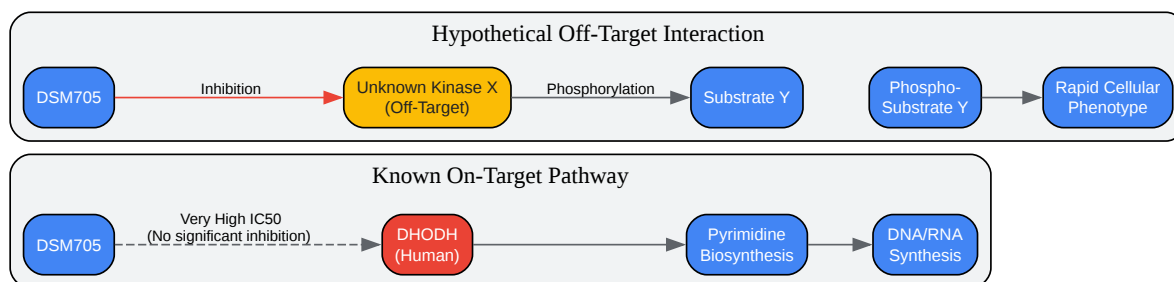 Hypothetical Off-Target Interaction
DSM705
Inhibition
Unknown Kinase X
(Off-Target)
Phosphorylation
Substrate Y
Phospho-
Substrate Y
Rapid Cellular
Phenotype
Known On-Target Pathway
DSM705
Very High IC50
(No significant inhibition)
DHODH
(Human)
Pyrimidine
Biosynthesis
DNA/RNA
Synthesis